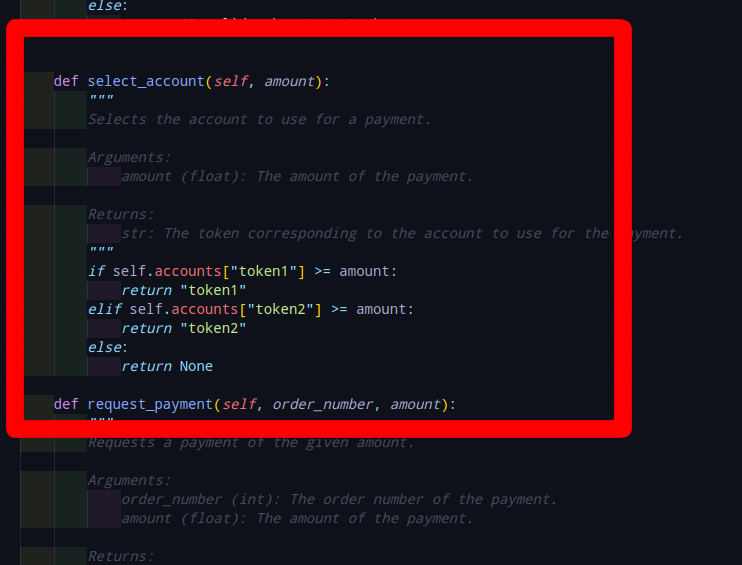 else:
def select_account(self, amount):
"""
Selects the account to use for a payment.
Arguments:
amount (float): The amount of the payment.
Returns:
str: The token corresponding to the account to use for the payment.
"""
if self.accounts["token1"] >= amount:
return "token1"
elif self.accounts["token2"] >= amount:
return "token2"
else:
return None
def request_payment(self, order_number, amount):
"""
Requests a payment of the given amount.
Arguments:
order_number (int): The order number of the payment.
amount (float): The amount of the payment.
Returns: